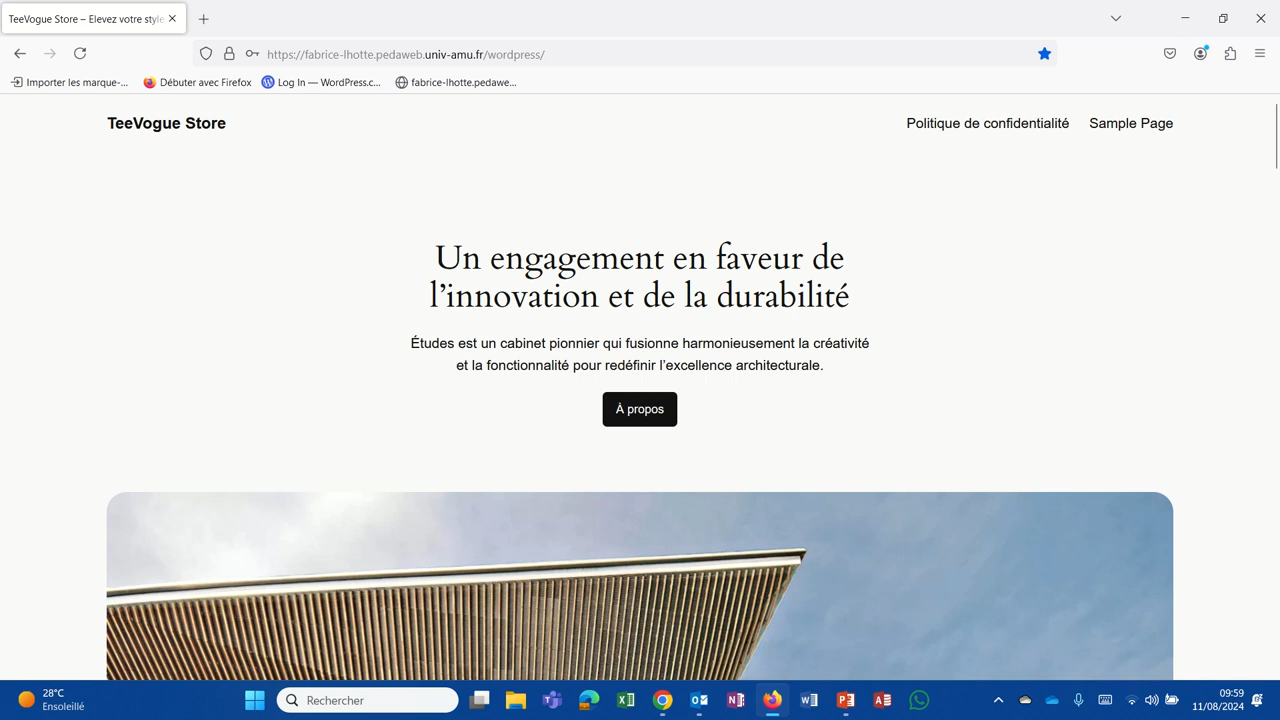 TeeVogue Store – Elevez votre style
https://fabrice-lhotte.pedaweb.univ-amu.fr/wordpress/
Importer les marque-... Débuter avec Firefox Log In — WordPress.c... fabrice-lhotte.pedawe...
TeeVogue Store Politique de confidentialité Sample Page
Un engagement en faveur de
l’innovation et de la durabilité
Études est un cabinet pionnier qui fusionne harmonieusement la créativité
et la fonctionnalité pour redéfinir l’excellence architecturale.
À propos
28°C
Ensoleillé
Rechercher
09:59
11/08/2024